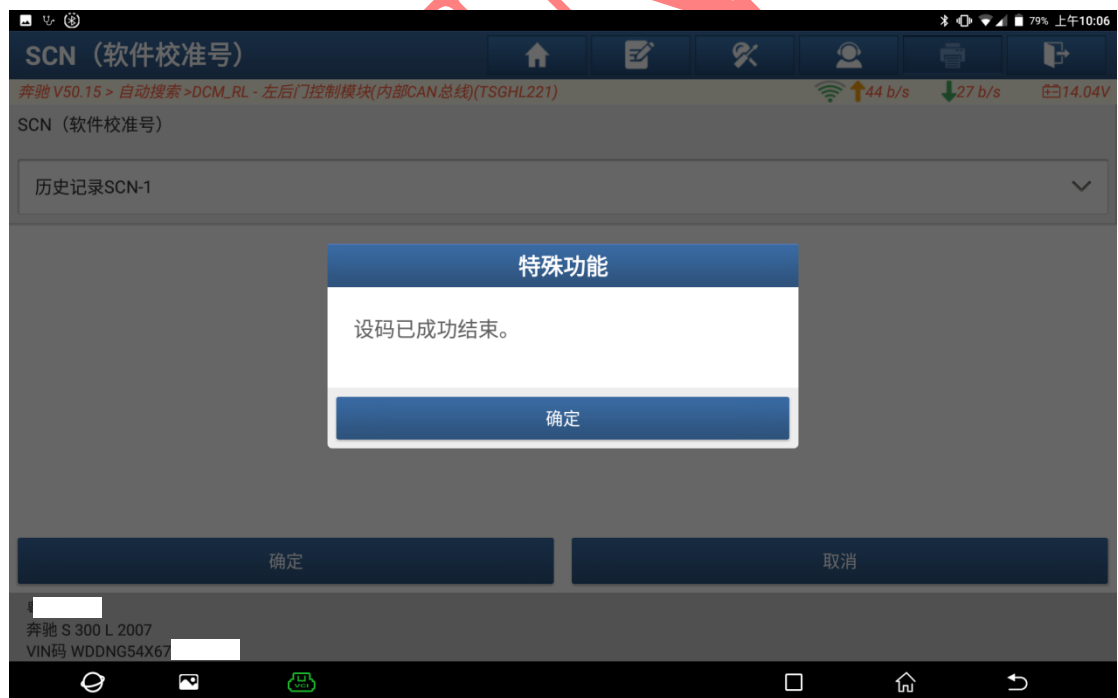 79% 上午10:06
SCN（软件校准号）
奔驰 V50.15 > 自动搜索 >DCM_RL - 左后门控制模块(内部CAN总线)(TSGHL221)
44 b/s
27 b/s
14.04V
SCN（软件校准号）
历史记录SCN-1
特殊功能
设码已成功结束。
确定
确定
取消
奔驰 S 300 L 2007
VIN码 WDDNG54X67
VCI